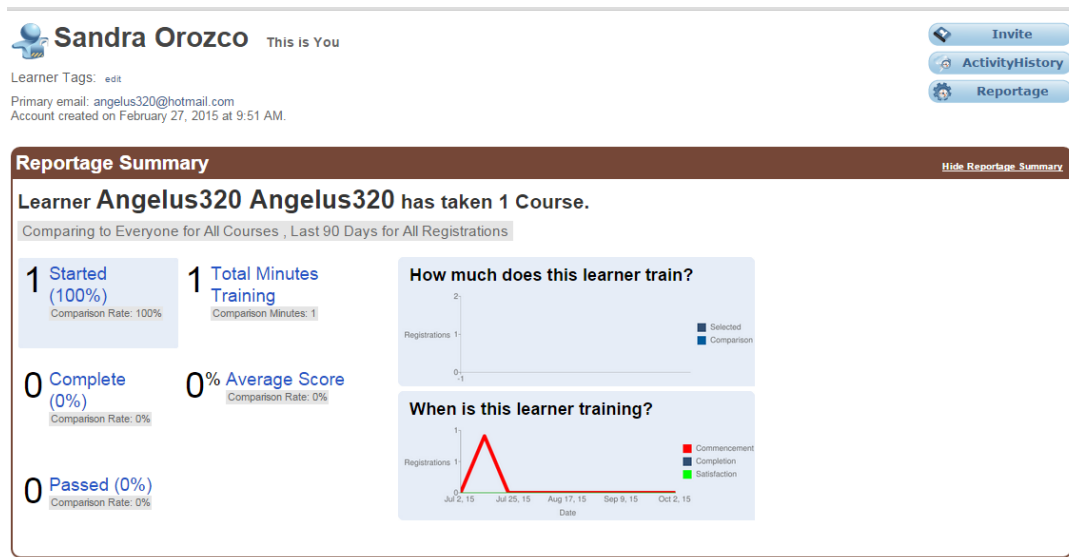 Sandra Orozco This is You
Invite
ActivityHistory
Reportage
Learner Tags: edit
Primary email: angelus320@hotmail.com
Account created on February 27, 2015 at 9:51 AM.
Reportage Summary
Hide Reportage Summary
Learner Angelus320 Angelus320 has taken 1 Course.
Comparing to Everyone for All Courses , Last 90 Days for All Registrations
1 Started
(100%)
Comparison Rate: 100%
1 Total Minutes
Training
Comparison Minutes: 1
0 Complete
(0%)
Comparison Rate: 0%
0% Average Score
Comparison Rate: 0%
0 Passed (0%)
Comparison Rate: 0%
How much does this learner train?
2
Registrations 1
0
-1
Selected
Comparison
When is this learner training?
1
Registrations 1
0
Jul 2, 15 Jul 25, 15 Aug 17, 15 Sep 9, 15 Oct 2, 15
Date
Commencement
Completion
Satisfaction